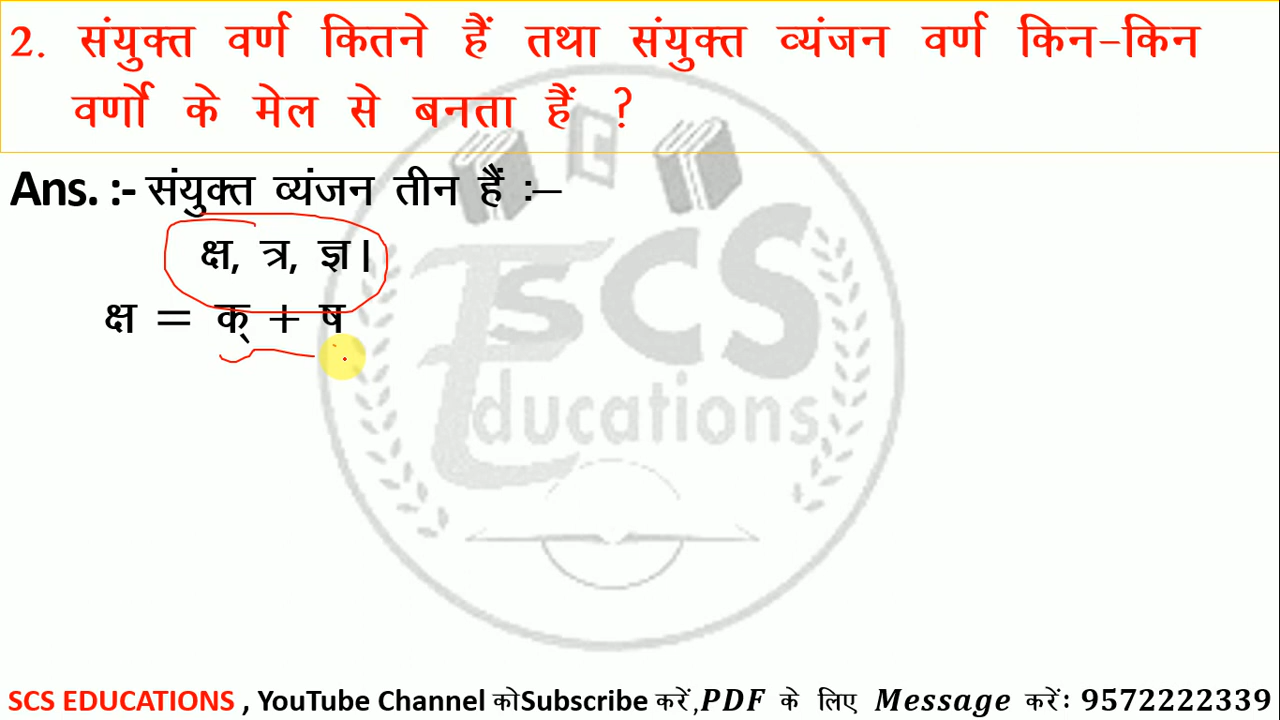 2. संयुक्त वर्ण कितने हैं तथा संयुक्त व्यंजन वर्ण किन-किन
वर्णों के मेल से बनता हैं ?
Ans. :- संयुक्त व्यंजन तीन हैं :–
क्ष, त्र, ज्ञ।
क्ष = क् + ष
SCS
Educations
SCS EDUCATIONS , YouTube Channel कोSubscribe करें,PDF के लिए Message करें: 9572222339